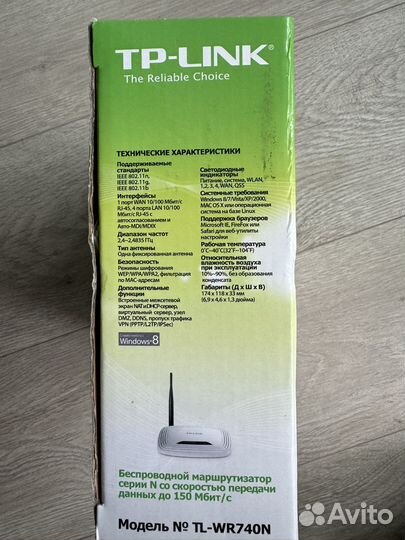 TP-LINK
The Reliable Choice
ТЕХНИЧЕСКИЕ ХАРАКТЕРИСТИКИ
Поддерживаемые
стандарты
IEEE 802.11n,
IEEE 802.11g,
IEEE 802.11b
Интерфейсы
1 порт WAN 10/100 Мбит/с
RJ-45, 4 порта LAN 10/100
Мбит/с RJ-45 с
автосогласованием и
Авто-MDI/MDIX
Диапазон частот
2,4–2,4835 ГГц
Тип антенны
Одна фиксированная антенна
Безопасность
Режимы шифрования
WEP/WPA/WPA2, фильтрация
по MAC-адресам
Дополнительные
функции
Встроенные межсетевой
экран NAT и DHCP-сервер,
виртуальный сервер, узел
DMZ, DDNS, пропуск трафика
VPN (PPTP/L2TP/IPSec)
Светодиодные
индикаторы
Питание, система, WLAN,
1, 2, 3, 4, WAN, QSS
Системные требования
Windows 8/7/Vista/XP/2000,
MAC OS X или операционная
система на базе Linux
Поддержка браузеров
Microsoft IE, FireFox или
Safari для веб-утилиты
настройки
Рабочая температура
0°C~40°C(32°F~104°F)
Относительная
влажность воздуха
при эксплуатации
10%~90%, без образования
конденсата
Габариты (Д х Ш х В)
174 x 118 x 33 мм
(6,9 x 4,6 x 1,3 дюйма)
Windows 8
TP-LINK
Беспроводной маршрутизатор
серии N со скоростью передачи
данных до 150 Мбит/с
Модель № TL-WR740N
Avito